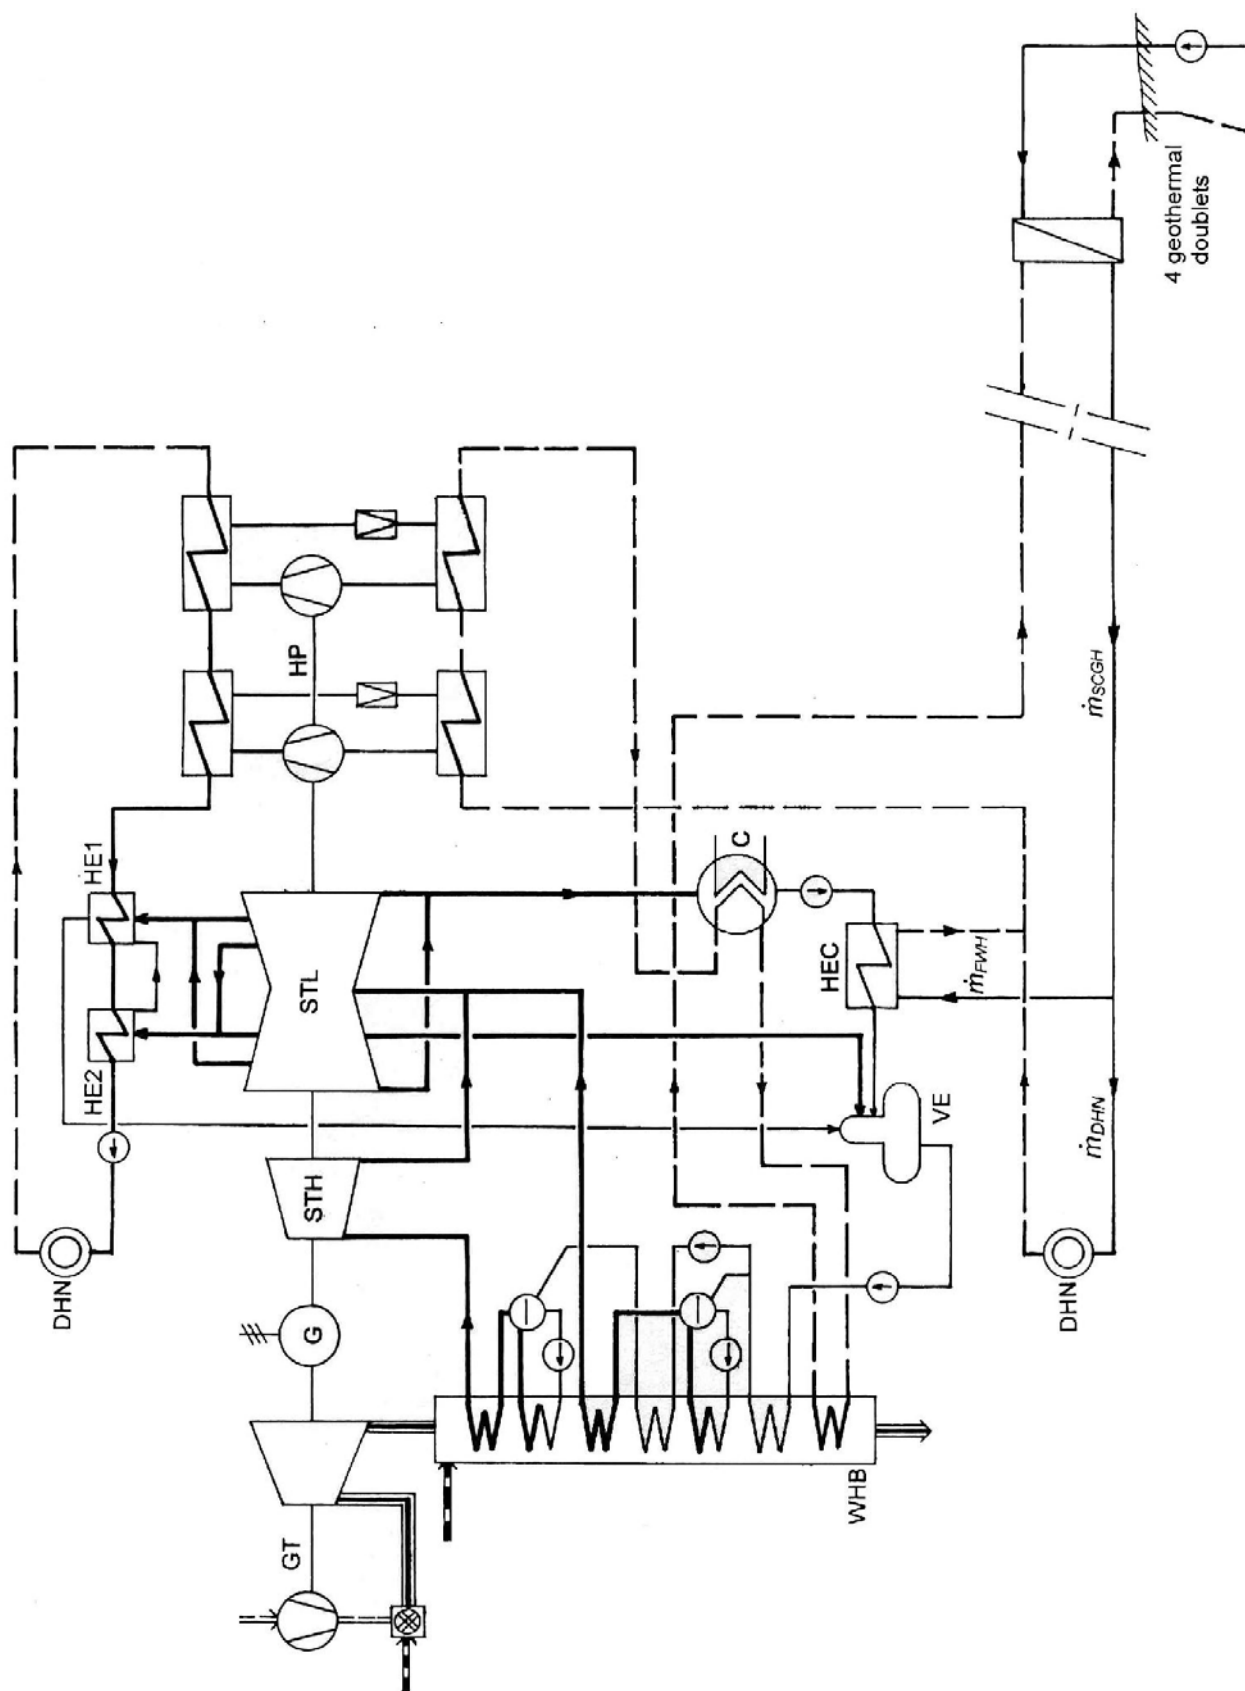 DHN
HE2
HE1
GT
G
STH
STL
HP
WHB
VE
HEC
C
ṁFWH
DHN
ṁDHN
ṁSCGH
4 geothermal
doublets